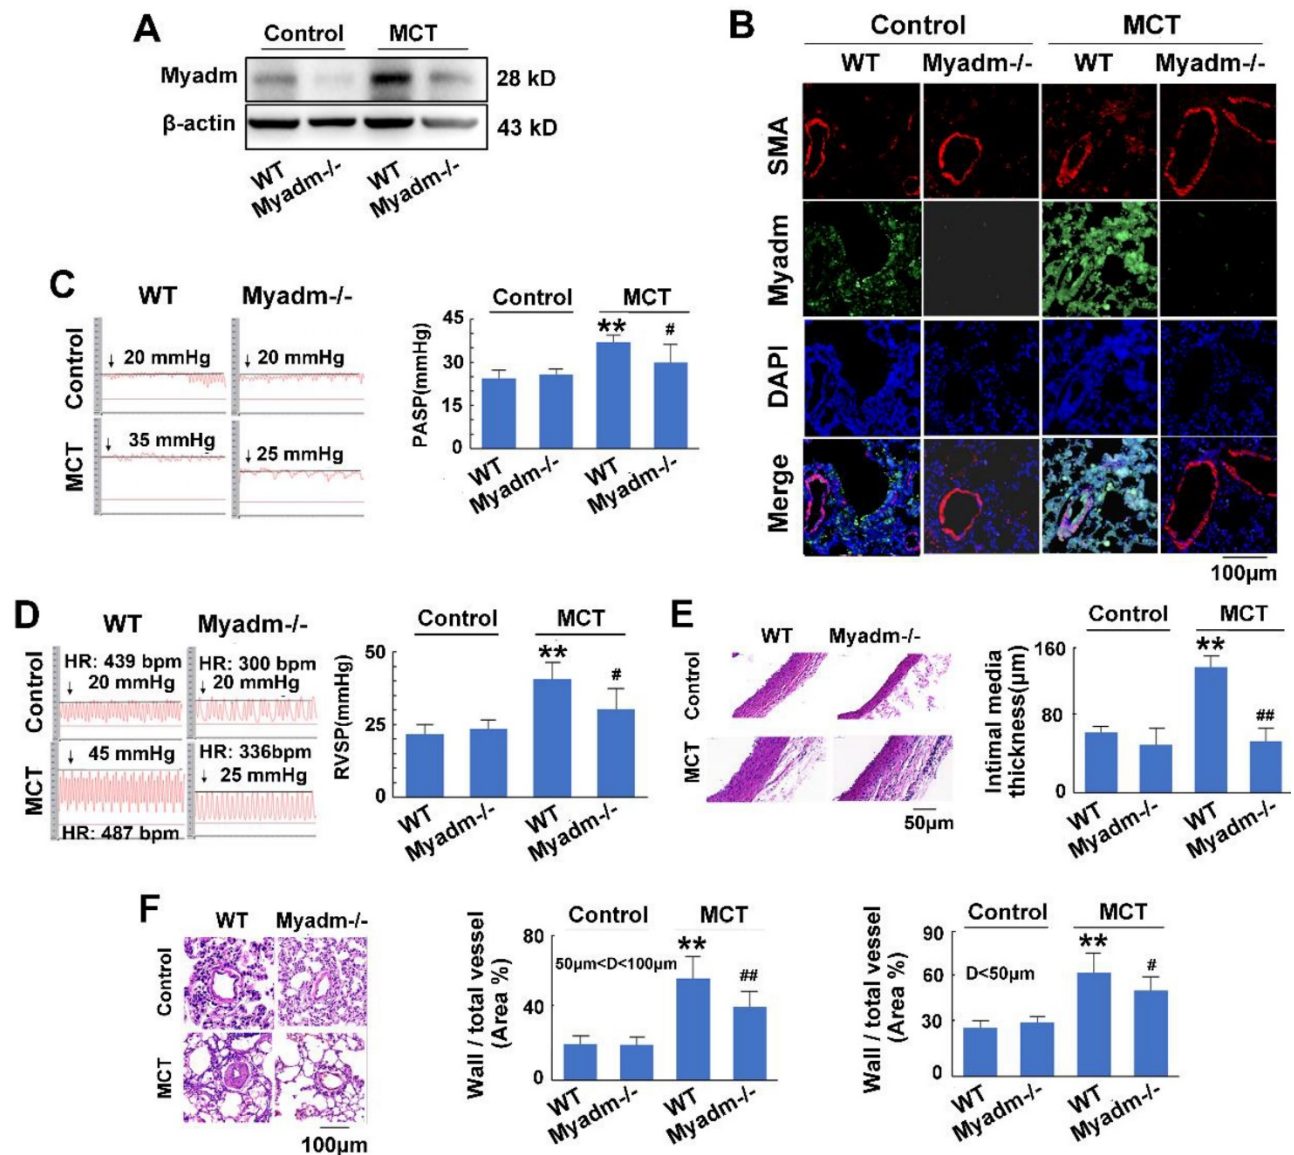 A
Control MCT
Myadm 28 kD
β-actin 43 kD
WT Myadm-/- WT Myadm-/-
B
Control MCT
WT Myadm-/- WT Myadm-/-
SMA
Myadm
DAPI
Merge
100μm
C
WT Myadm-/-
Control
↓ 20 mmHg ↓ 20 mmHg
MCT
↓ 35 mmHg ↓ 25 mmHg
Control MCT
PASP(mmHg)
45
30
15
0
** #
WT Myadm-/- WT Myadm-/-
D
WT Myadm-/-
Control
HR: 439 bpm HR: 300 bpm
↓ 20 mmHg ↓ 20 mmHg
MCT
↓ 45 mmHg HR: 336bpm
↓ 25 mmHg
HR: 487 bpm
Control MCT
RVSP(mmHg)
50
25
0
** #
WT Myadm-/- WT Myadm-/-
E
WT Myadm-/-
Control
MCT
50μm
Control MCT
Intimal media
thickness(μm)
160
80
0
** ##
WT Myadm-/- WT Myadm-/-
F
WT Myadm-/-
Control
MCT
100μm
Control MCT
Wall / total vessel
(Area %)
80
40
0
50μm<D<100μm
** ##
WT Myadm-/- WT Myadm-/-
Control MCT
Wall / total vessel
(Area %)
90
60
30
0
D<50μm
** #
WT Myadm-/- WT Myadm-/-